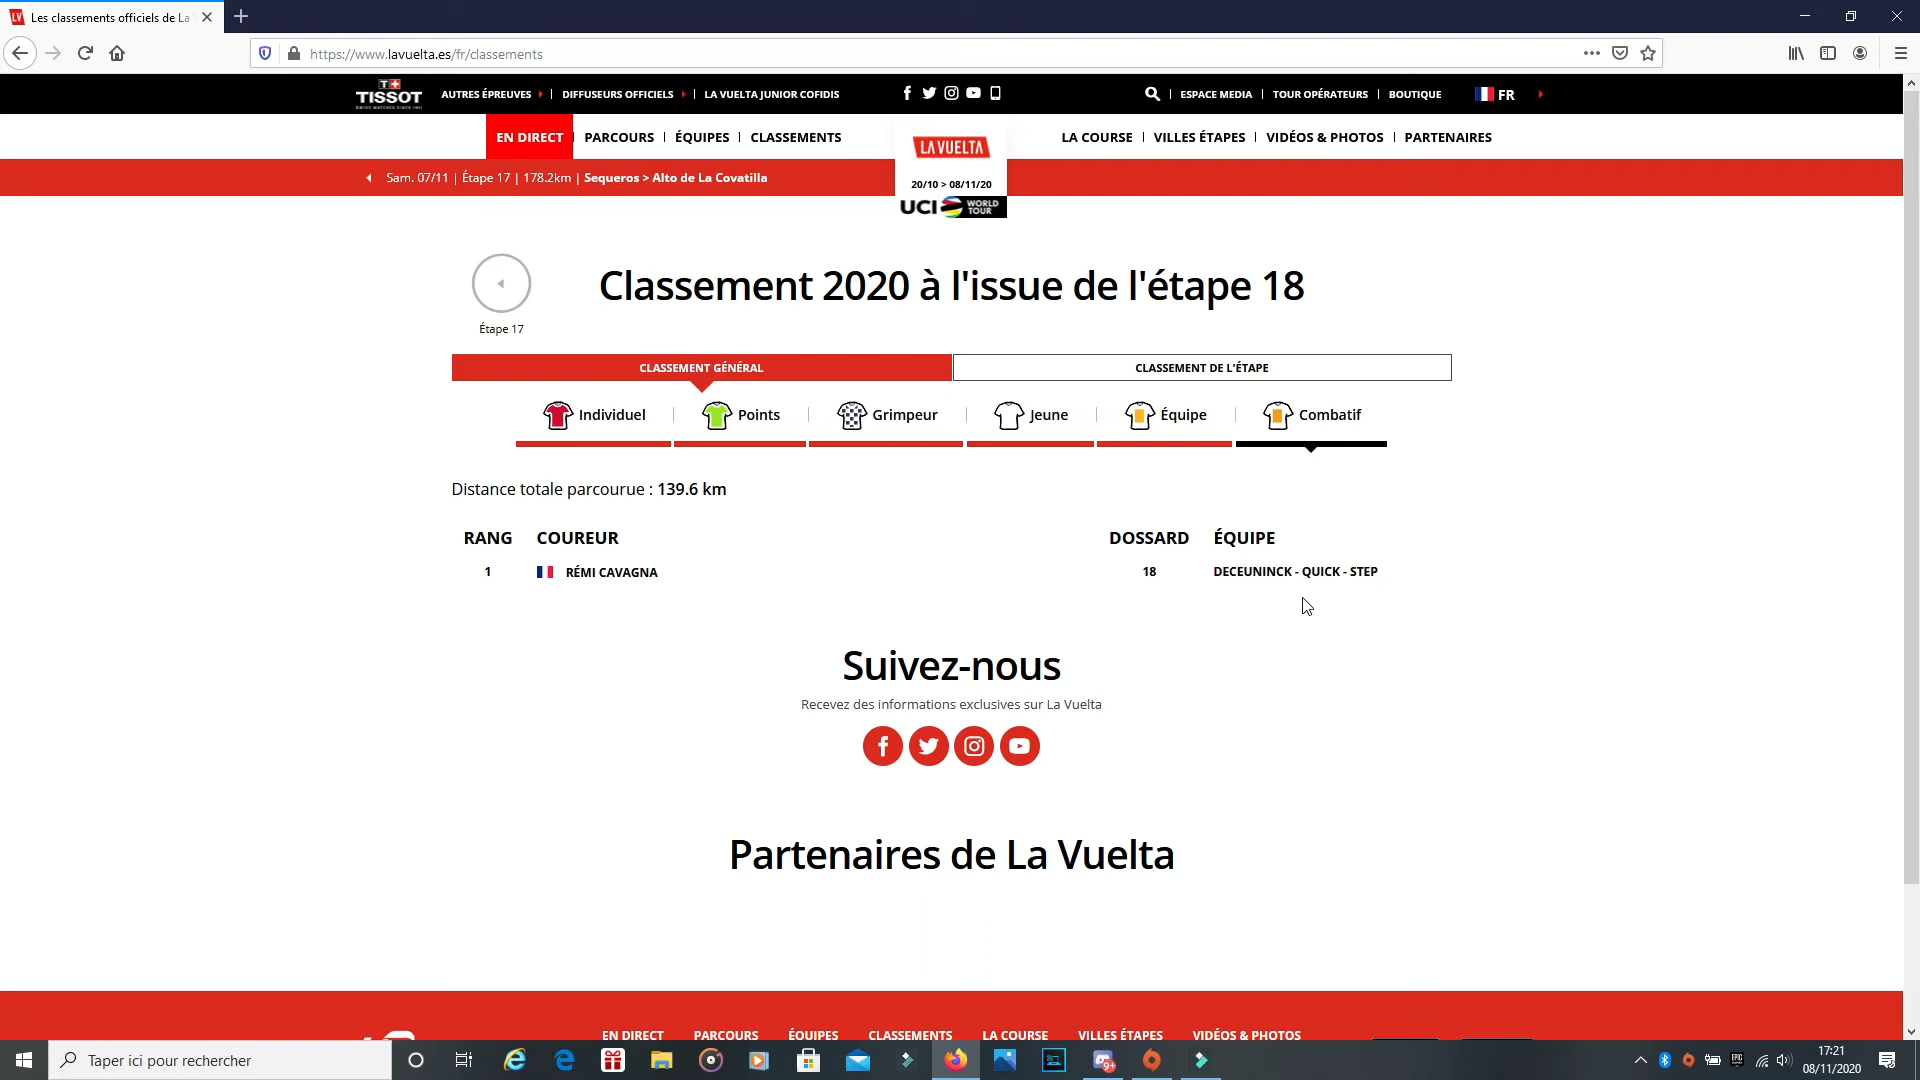 Les classements officiels de La
https://www.lavuelta.es/fr/classements
TISSOT
AUTRES ÉPREUVES | DIFFUSEURS OFFICIELS | LA VUELTA JUNIOR COFIDIS
ESPACE MEDIA | TOUR OPÉRATEURS | BOUTIQUE
FR
EN DIRECT | PARCOURS | ÉQUIPES | CLASSEMENTS
LA VUELTA
LA COURSE | VILLES ÉTAPES | VIDÉOS & PHOTOS | PARTENAIRES
Sam. 07/11 | Étape 17 | 178.2km | Sequeros > Alto de La Covatilla
20/10 > 08/11/20
UCI WORLD TOUR
Classement 2020 à l'issue de l'étape 18
Étape 17
CLASSEMENT GÉNÉRAL
CLASSEMENT DE L'ÉTAPE
Individuel
Points
Grimpeur
Jeune
Équipe
Combatif
Distance totale parcourue : 139.6 km
RANG COUREUR DOSSARD ÉQUIPE
1 RÉMI CAVAGNA 18 DECEUNINCK - QUICK - STEP
Suivez-nous
Recevez des informations exclusives sur La Vuelta
Partenaires de La Vuelta
EN DIRECT PARCOURS ÉQUIPES CLASSEMENTS LA COURSE VILLES ÉTAPES VIDÉOS & PHOTOS
Taper ici pour rechercher
9+
EPIC
17:21
08/11/2020